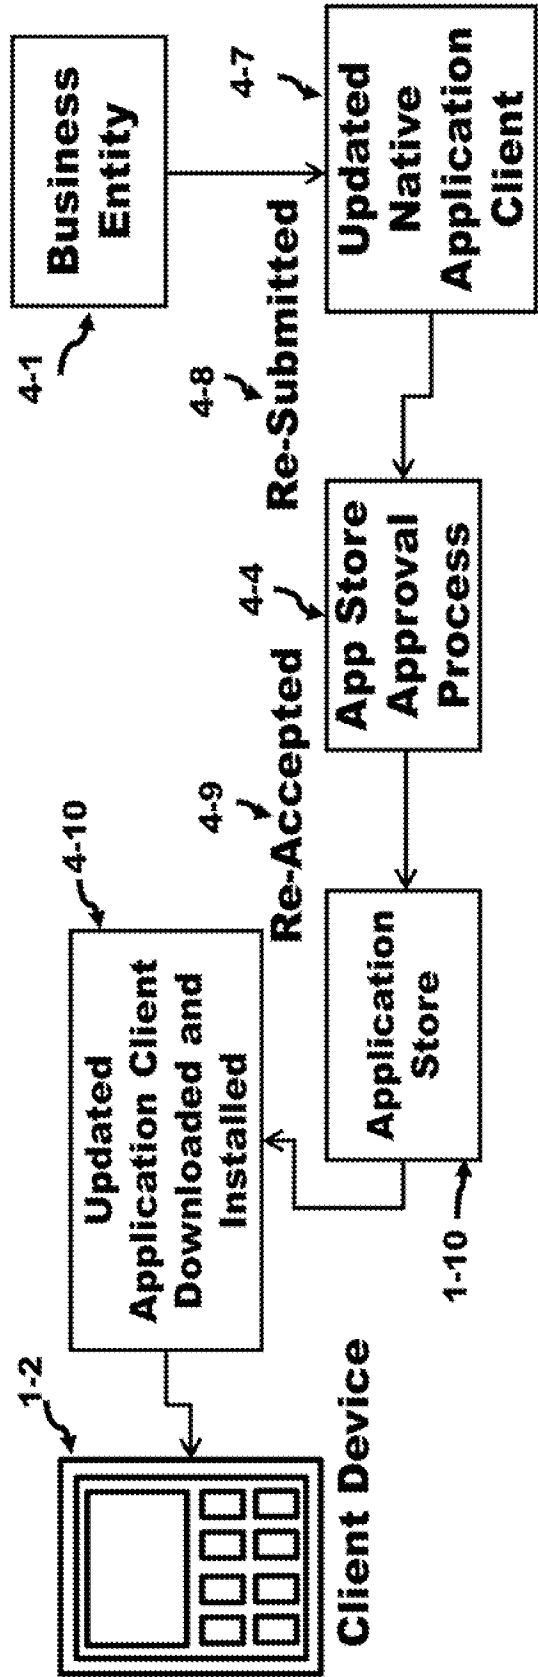 4-1
Business
Entity
4-7
Updated
Native
Application
Client
4-8
Re-Submitted
4-4
App Store
Approval
Process
4-9
Re-Accepted
1-10
Application
Store
4-10
Updated
Application Client
Downloaded and
Installed
1-2
Client Device